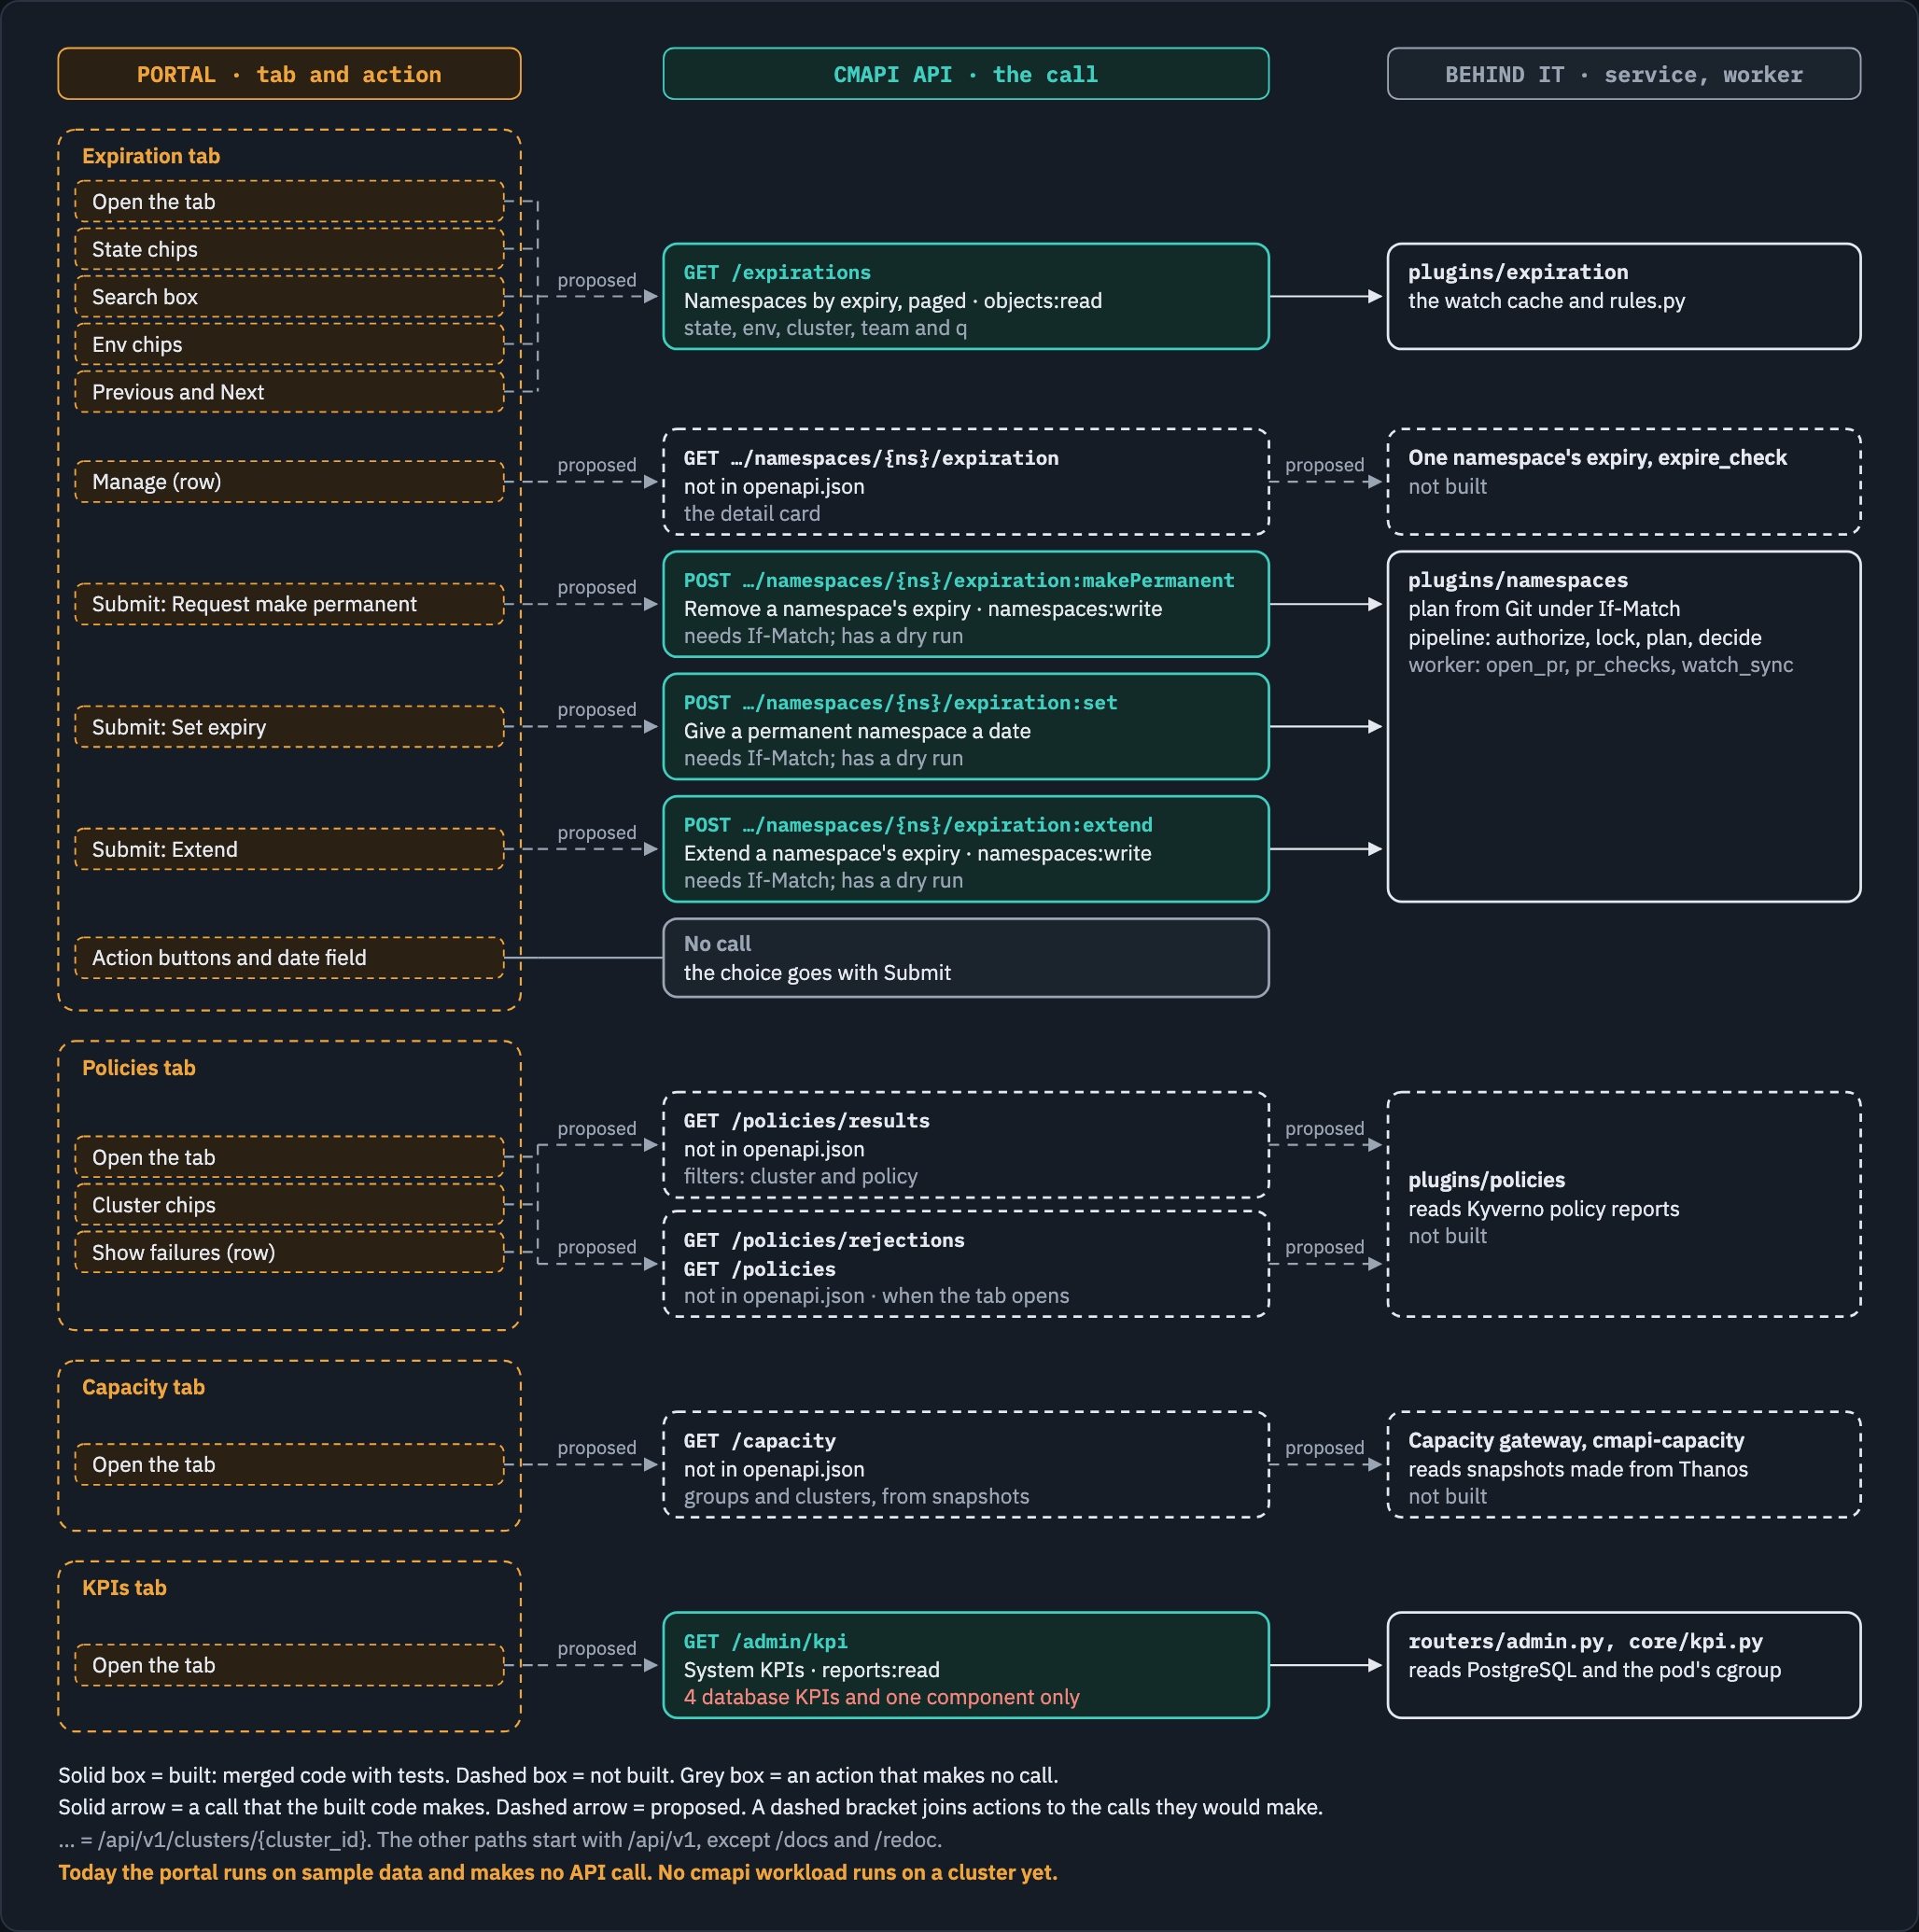 PORTAL · tab and action
CMAPI API · the call
BEHIND IT · service, worker
Expiration tab
Open the tab
State chips
Search box
Env chips
Previous and Next
proposed
GET /expirations
Namespaces by expiry, paged · objects:read
state, env, cluster, team and q
plugins/expiration
the watch cache and rules.py
Manage (row)
proposed
GET …/namespaces/{ns}/expiration
not in openapi.json
the detail card
proposed
One namespace's expiry, expire_check
not built
Submit: Request make permanent
proposed
POST …/namespaces/{ns}/expiration:makePermanent
Remove a namespace's expiry · namespaces:write
needs If-Match; has a dry run
plugins/namespaces
plan from Git under If-Match
pipeline: authorize, lock, plan, decide
worker: open_pr, pr_checks, watch_sync
Submit: Set expiry
proposed
POST …/namespaces/{ns}/expiration:set
Give a permanent namespace a date
needs If-Match; has a dry run
Submit: Extend
proposed
POST …/namespaces/{ns}/expiration:extend
Extend a namespace's expiry · namespaces:write
needs If-Match; has a dry run
Action buttons and date field
No call
the choice goes with Submit
Policies tab
Open the tab
Cluster chips
Show failures (row)
proposed
GET /policies/results
not in openapi.json
filters: cluster and policy
proposed
proposed
GET /policies/rejections
GET /policies
not in openapi.json · when the tab opens
proposed
plugins/policies
reads Kyverno policy reports
not built
Capacity tab
Open the tab
proposed
GET /capacity
not in openapi.json
groups and clusters, from snapshots
proposed
Capacity gateway, cmapi-capacity
reads snapshots made from Thanos
not built
KPIs tab
Open the tab
proposed
GET /admin/kpi
System KPIs · reports:read
4 database KPIs and one component only
routers/admin.py, core/kpi.py
reads PostgreSQL and the pod's cgroup
Solid box = built: merged code with tests. Dashed box = not built. Grey box = an action that makes no call.
Solid arrow = a call that the built code makes. Dashed arrow = proposed. A dashed bracket joins actions to the calls they would make.
… = /api/v1/clusters/{cluster_id}. The other paths start with /api/v1, except /docs and /redoc.
Today the portal runs on sample data and makes no API call. No cmapi workload runs on a cluster yet.